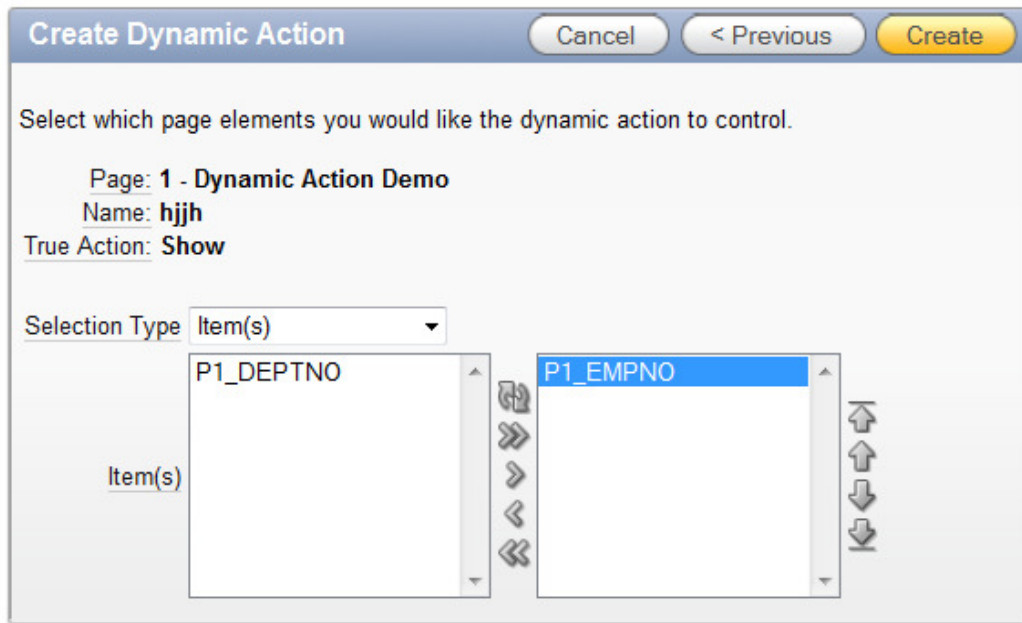 Create Dynamic Action Cancel < Previous Create
Select which page elements you would like the dynamic action to control.
Page: 1 - Dynamic Action Demo
Name: hjjh
True Action: Show
Selection Type Item(s)
P1_DEPTNO P1_EMPNO
Item(s)